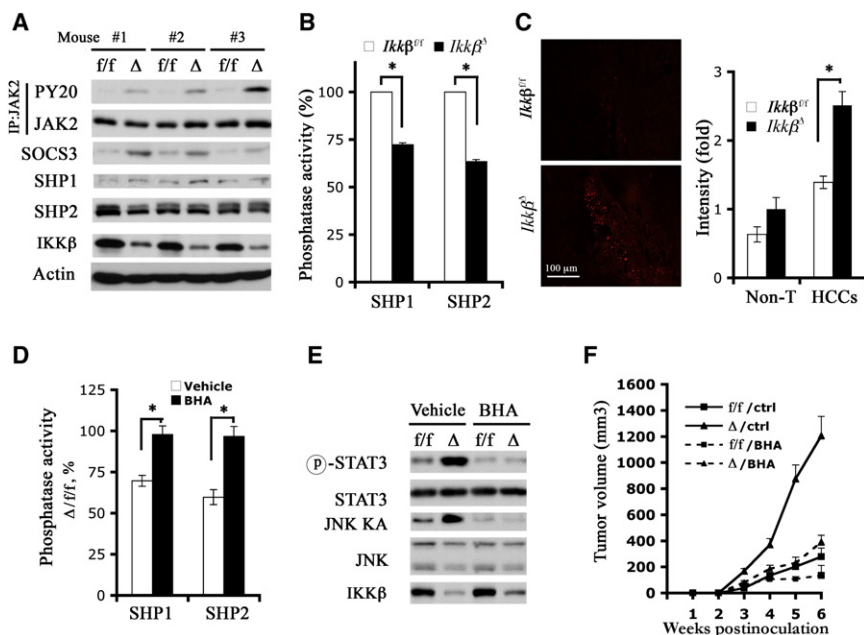 A
Mouse #1 #2 #3
f/f Δ f/f Δ f/f Δ
IP:JAK2
PY20
JAK2
SOCS3
SHP1
SHP2
IKKβ
Actin
B
Ikkβf/f IkkβΔ
Phosphatase activity (%)
100
75
50
25
0
*
*
SHP1 SHP2
C
Ikkβf/f
IkkβΔ
100 µm
Intensity (fold)
3
2
1
0
Ikkβf/f
IkkβΔ
*
Non-T HCCs
D
Phosphatase activity
Δ/f/f, %
125
100
75
50
25
0
Vehicle
BHA
*
*
SHP1 SHP2
E
Vehicle BHA
f/f Δ f/f Δ
P-STAT3
STAT3
JNK KA
JNK
IKKβ
F
Tumor volume (mm3)
1600
1400
1200
1000
800
600
400
200
0
f/f /ctrl
Δ /ctrl
f/f /BHA
Δ /BHA
1 2 3 4 5 6
Weeks postinoculation